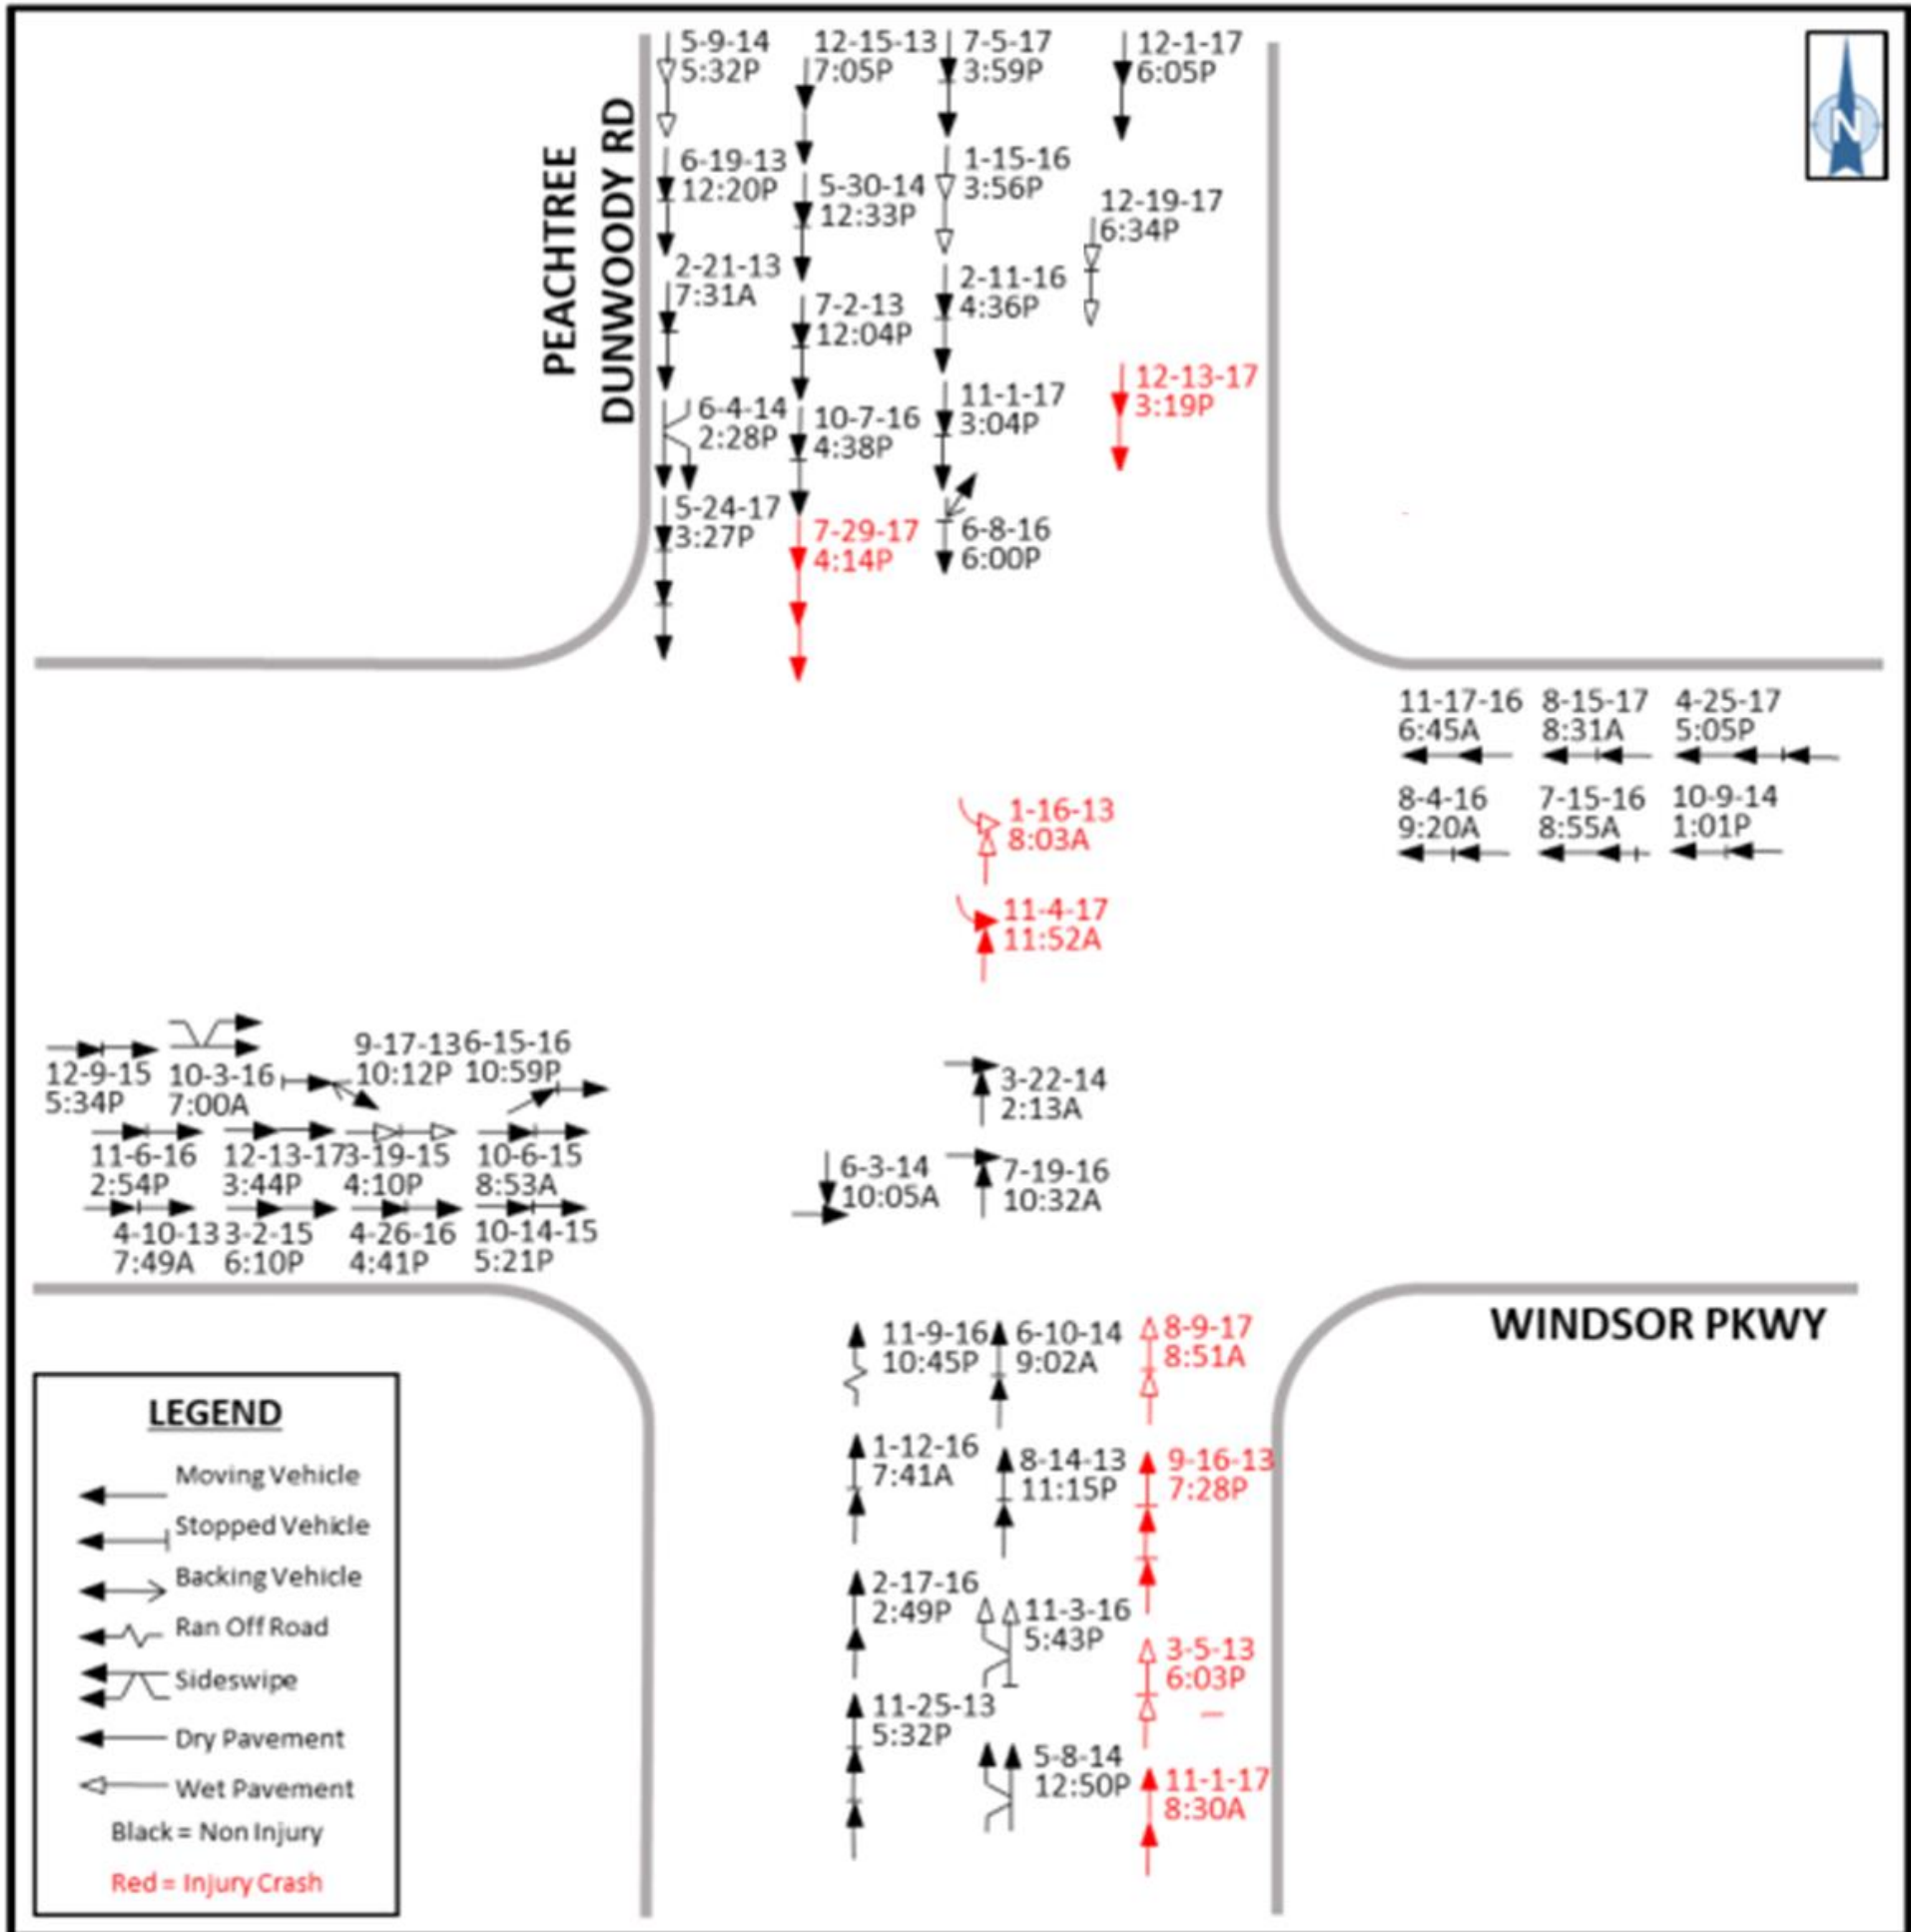 PEACHTREE
DUNWOODY RD
N
5-9-14
5:32P
6-19-13
12:20P
2-21-13
7:31A
6-4-14
2:28P
5-24-17
3:27P
12-15-13
7:05P
5-30-14
12:33P
7-2-13
12:04P
10-7-16
4:38P
7-29-17
4:14P
7-5-17
3:59P
1-15-16
3:56P
2-11-16
4:36P
11-1-17
3:04P
6-8-16
6:00P
12-1-17
6:05P
12-19-17
6:34P
12-13-17
3:19P
11-17-16
6:45A
8-15-17
8:31A
4-25-17
5:05P
8-4-16
9:20A
7-15-16
8:55A
10-9-14
1:01P
1-16-13
8:03A
11-4-17
11:52A
3-22-14
2:13A
6-3-14
10:05A
7-19-16
10:32A
12-9-15
5:34P
10-3-16
7:00A
9-17-13
10:12P
6-15-16
10:59P
11-6-16
2:54P
12-13-17
3:44P
3-19-15
4:10P
10-6-15
8:53A
4-10-13
7:49A
3-2-15
6:10P
4-26-16
4:41P
10-14-15
5:21P
WINDSOR PKWY
11-9-16
10:45P
1-12-16
7:41A
2-17-16
2:49P
11-25-13
5:32P
6-10-14
9:02A
8-14-13
11:15P
11-3-16
5:43P
5-8-14
12:50P
8-9-17
8:51A
9-16-13
7:28P
3-5-13
6:03P
11-1-17
8:30A
LEGEND
Moving Vehicle
Stopped Vehicle
Backing Vehicle
Ran Off Road
Sideswipe
Dry Pavement
Wet Pavement
Black = Non Injury
Red = Injury Crash